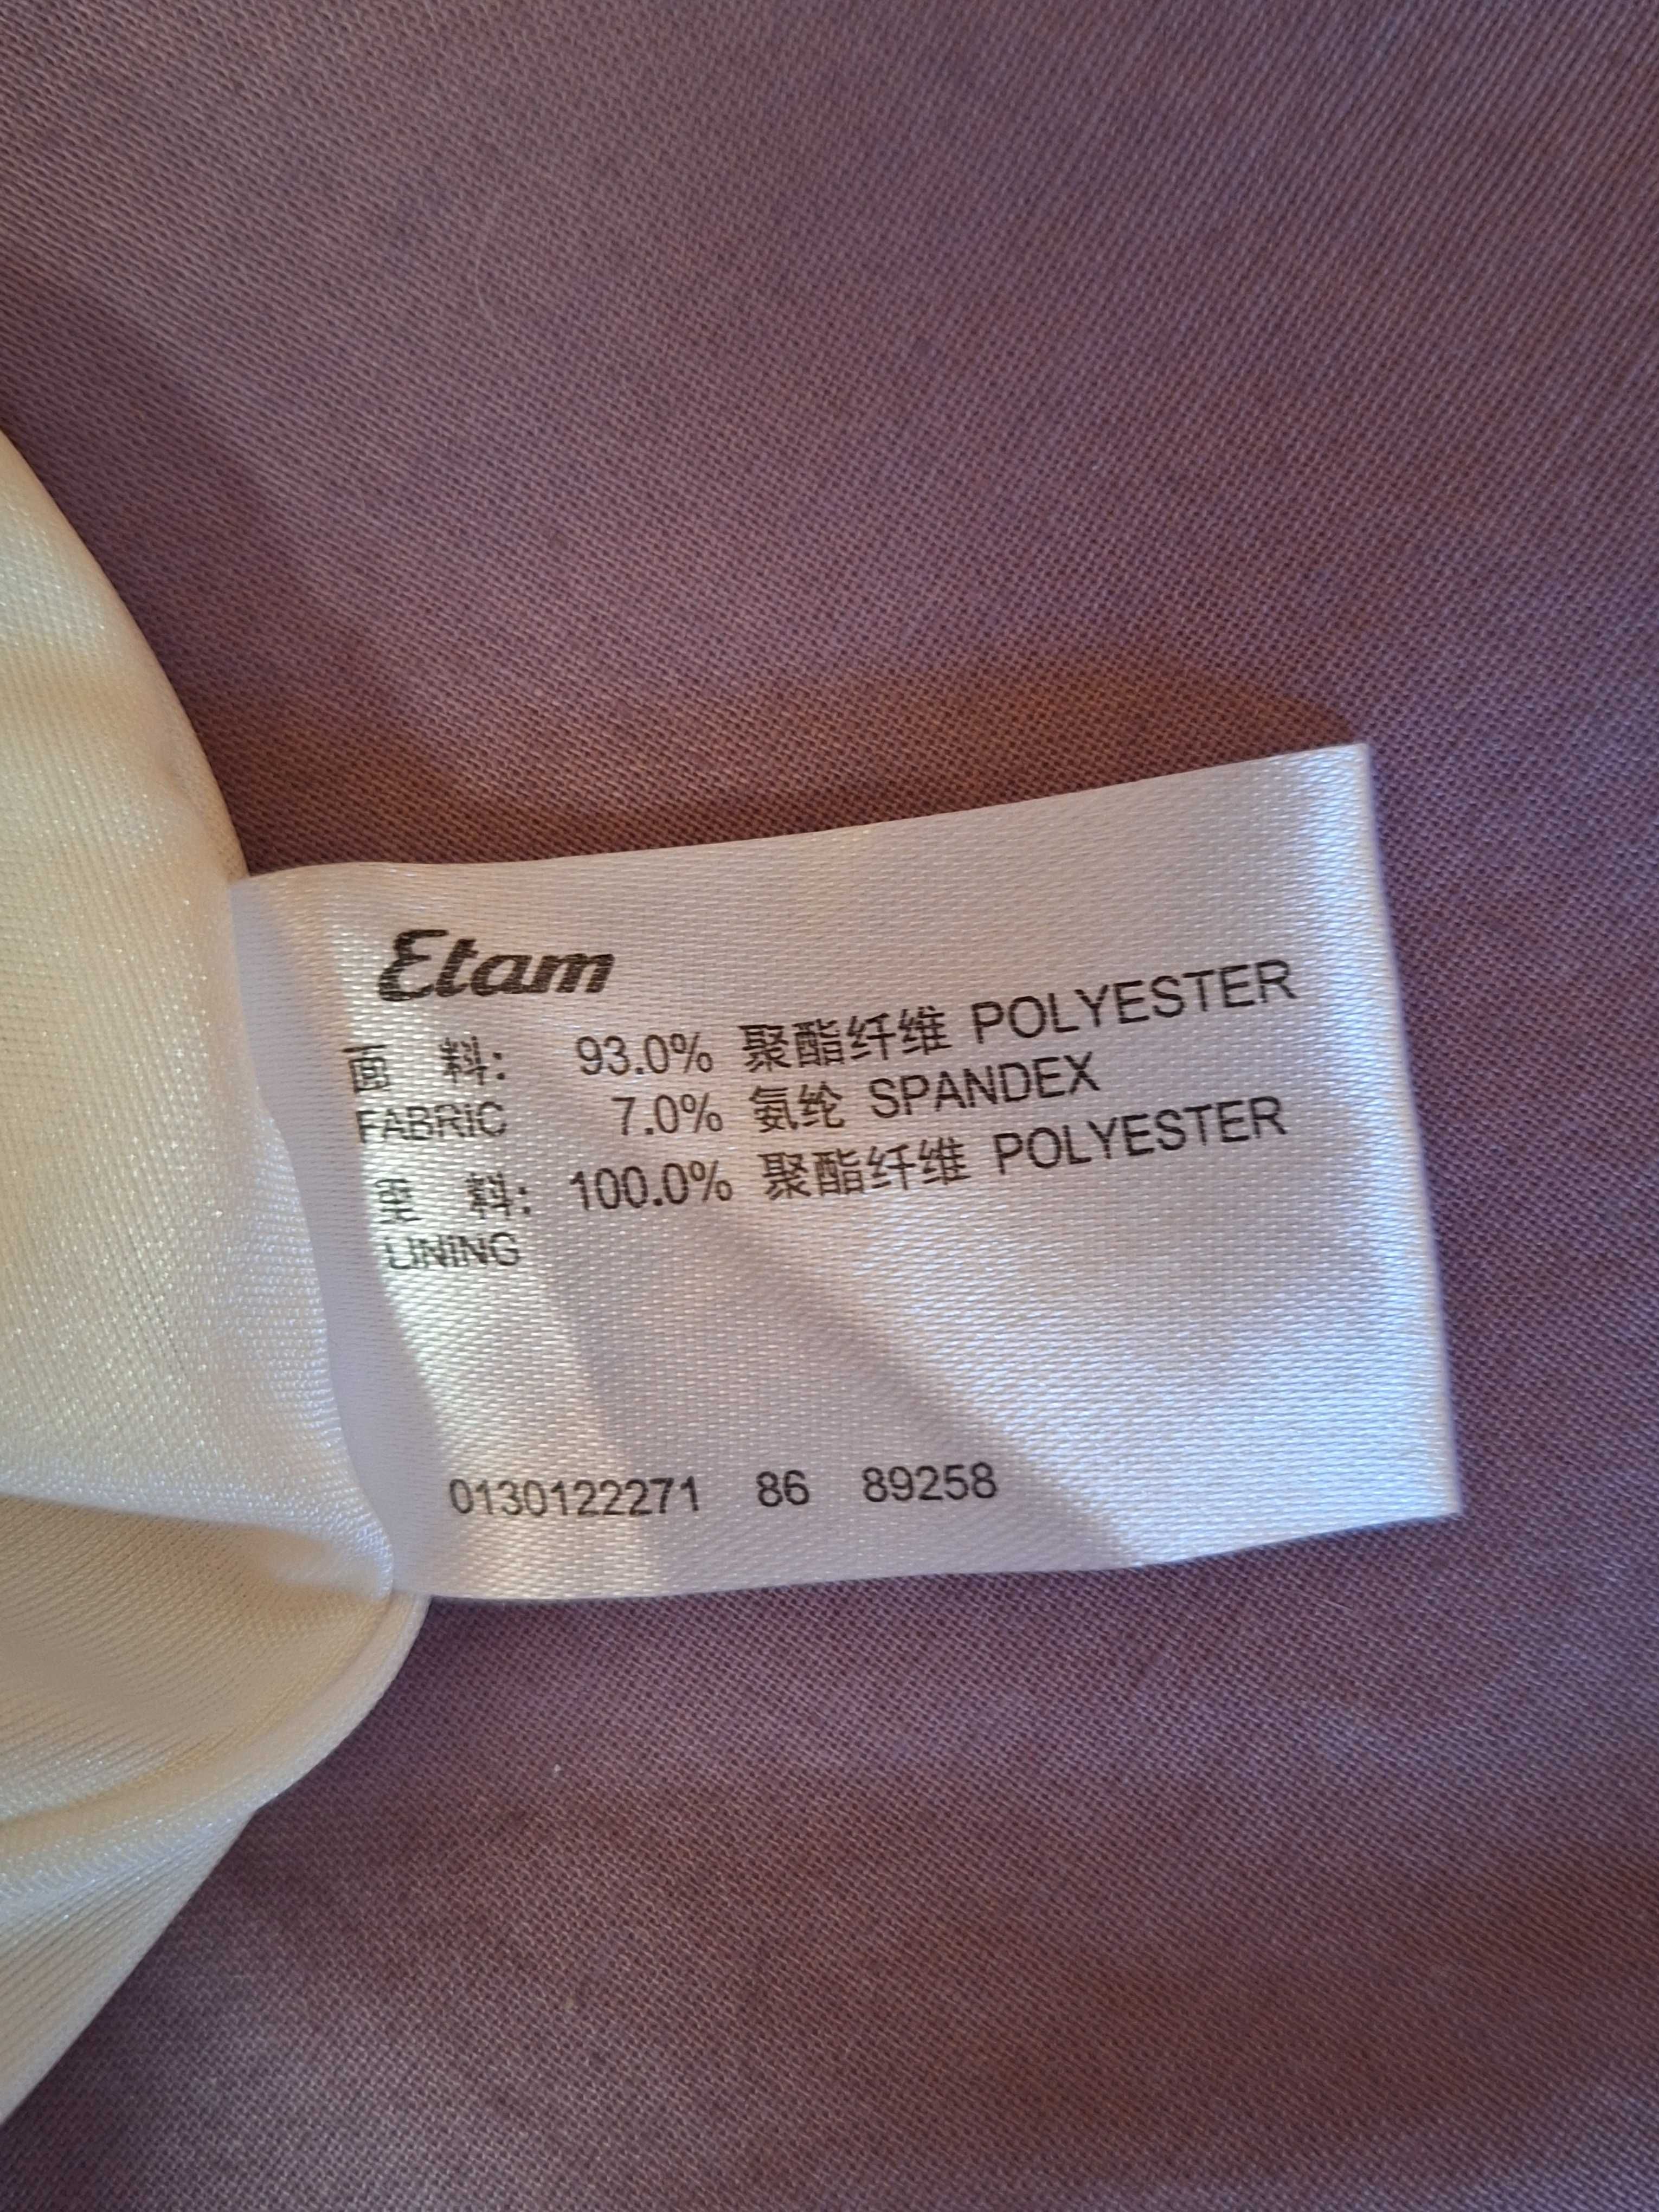 Etam
面 料: 93.0% 聚酯纤维 POLYESTER
FABRIC 7.0% 氨纶 SPANDEX
里 料: 100.0% 聚酯纤维 POLYESTER
LINING
0130122271 86 89258